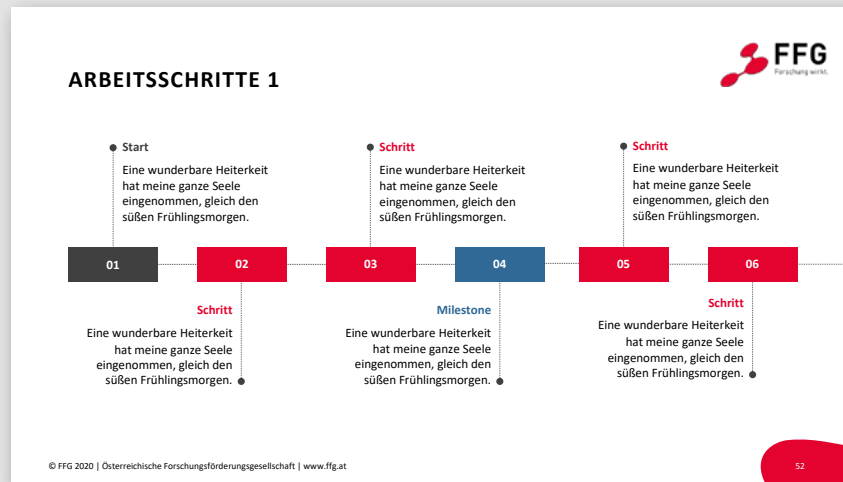 ARBEITSSCHRITTE 1
FFG
Forschung wirkt.
Start
Eine wunderbare Heiterkeit
hat meine ganze Seele
eingenommen, gleich den
süßen Frühlingsmorgen.
Schritt
Eine wunderbare Heiterkeit
hat meine ganze Seele
eingenommen, gleich den
süßen Frühlingsmorgen.
Schritt
Eine wunderbare Heiterkeit
hat meine ganze Seele
eingenommen, gleich den
süßen Frühlingsmorgen.
01
02
03
04
05
06
Schritt
Eine wunderbare Heiterkeit
hat meine ganze Seele
eingenommen, gleich den
süßen Frühlingsmorgen.
Milestone
Eine wunderbare Heiterkeit
hat meine ganze Seele
eingenommen, gleich den
süßen Frühlingsmorgen.
Schritt
Eine wunderbare Heiterkeit
hat meine ganze Seele
eingenommen, gleich den
süßen Frühlingsmorgen.
© FFG 2020 | Österreichische Forschungsförderungsgesellschaft | www.ffg.at
52